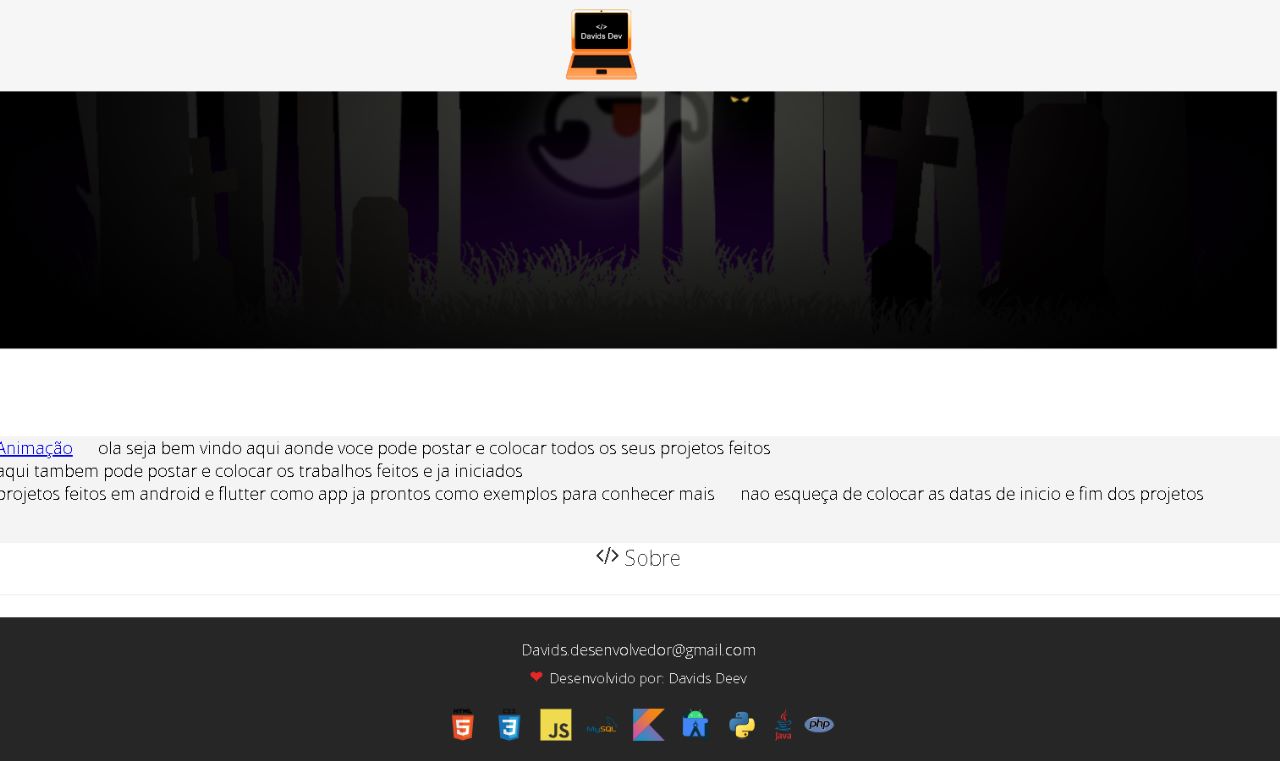 </>
Davids Dev
Animação ola seja bem vindo aqui aonde voce pode postar e colocar todos os seus projetos feitos
aqui tambem pode postar e colocar os trabalhos feitos e ja iniciados
projetos feitos em android e flutter como app ja prontos como exemplos para conhecer mais nao esqueça de colocar as datas de inicio e fim dos projetos
</> Sobre
Davids.desenvolvedor@gmail.com
❤ Desenvolvido por: Davids Deev
HTML 5 CSS 3 JS MySQL Java php